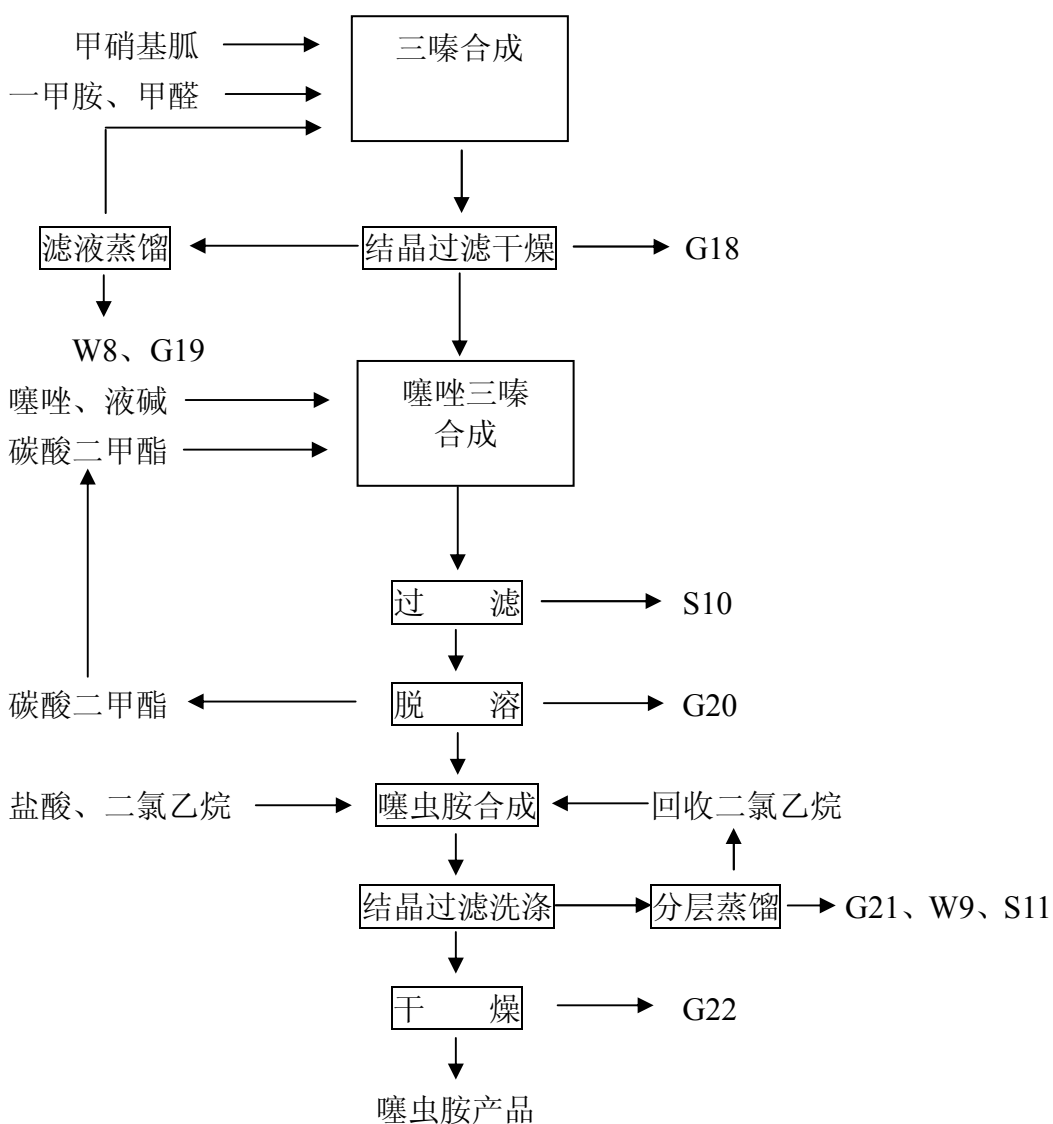 甲硝基胍
三嗪合成
一甲胺、甲醛
滤液蒸馏
结晶过滤干燥
G18
W8、G19
噻唑、液碱
噻唑三嗪
合成
碳酸二甲酯
过 滤
S10
碳酸二甲酯
脱 溶
G20
盐酸、二氯乙烷
噻虫胺合成
回收二氯乙烷
结晶过滤洗涤
分层蒸馏
G21、W9、S11
干 燥
G22
噻虫胺产品